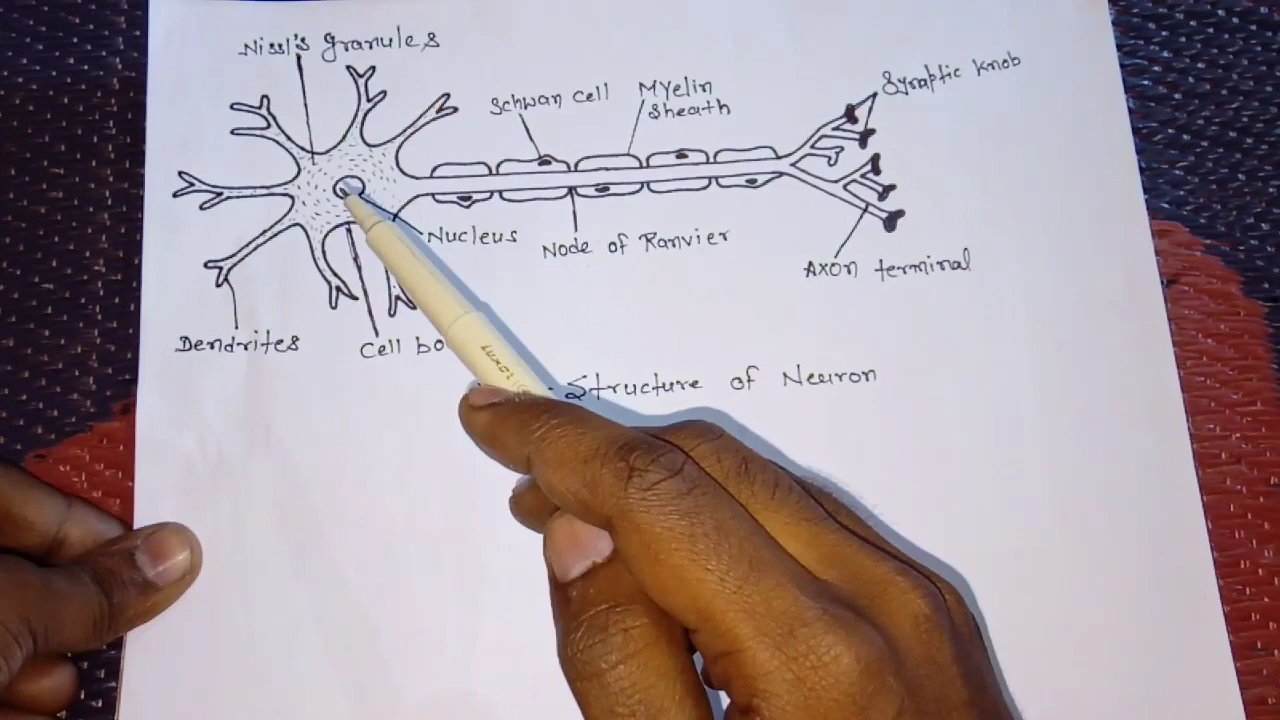 Nissl's granules
Schwan cell
Myelin
sheath
Synaptic knob
Nucleus
Node of Ranvier
Axon terminal
Dendrites
Cell bo
Structure of Neuron
LUXOR